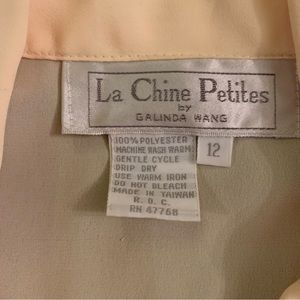 La Chine Petites
by
GALINDA WANG
100% POLYESTER
MACHINE WASH WARM
GENTLE CYCLE
DRIP DRY
USE WARM IRON
DO NOT BLEACH
MADE IN TAIWAN
R.O.C.
RN 47768
12